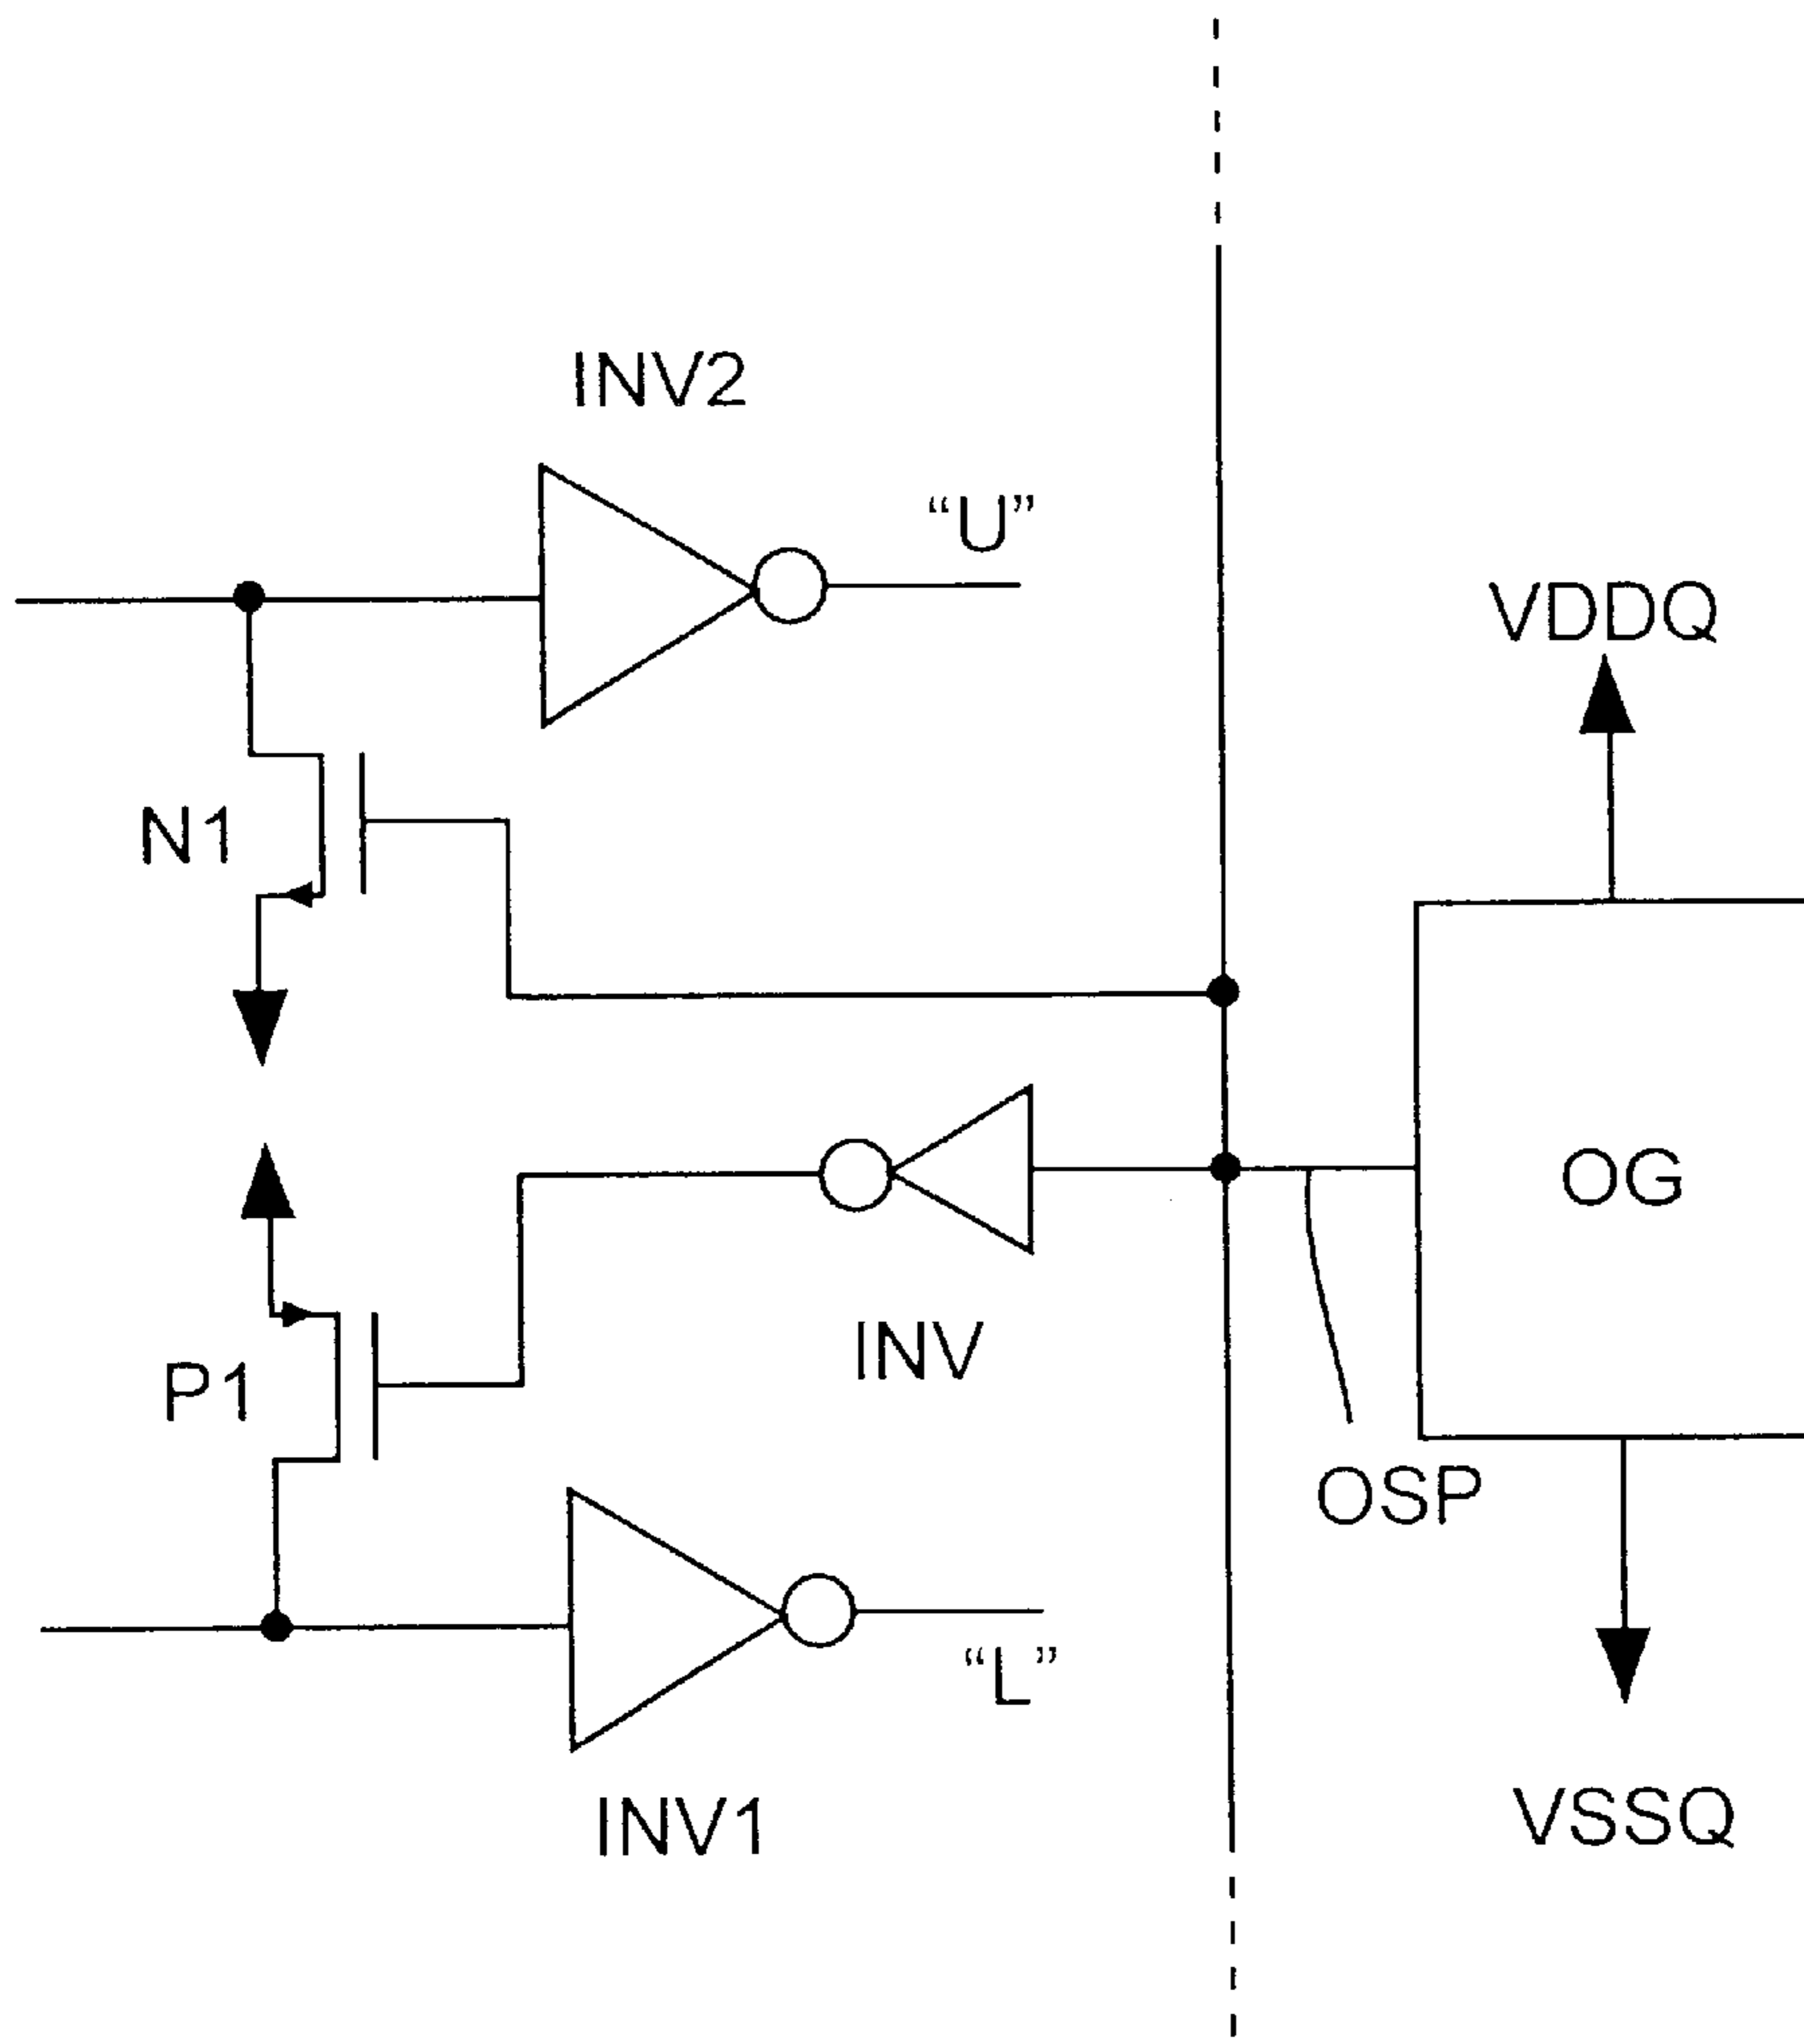 INV2
“U”
VDDQ
N1
OG
INV
P1
OSP
“L”
VSSQ
INV1